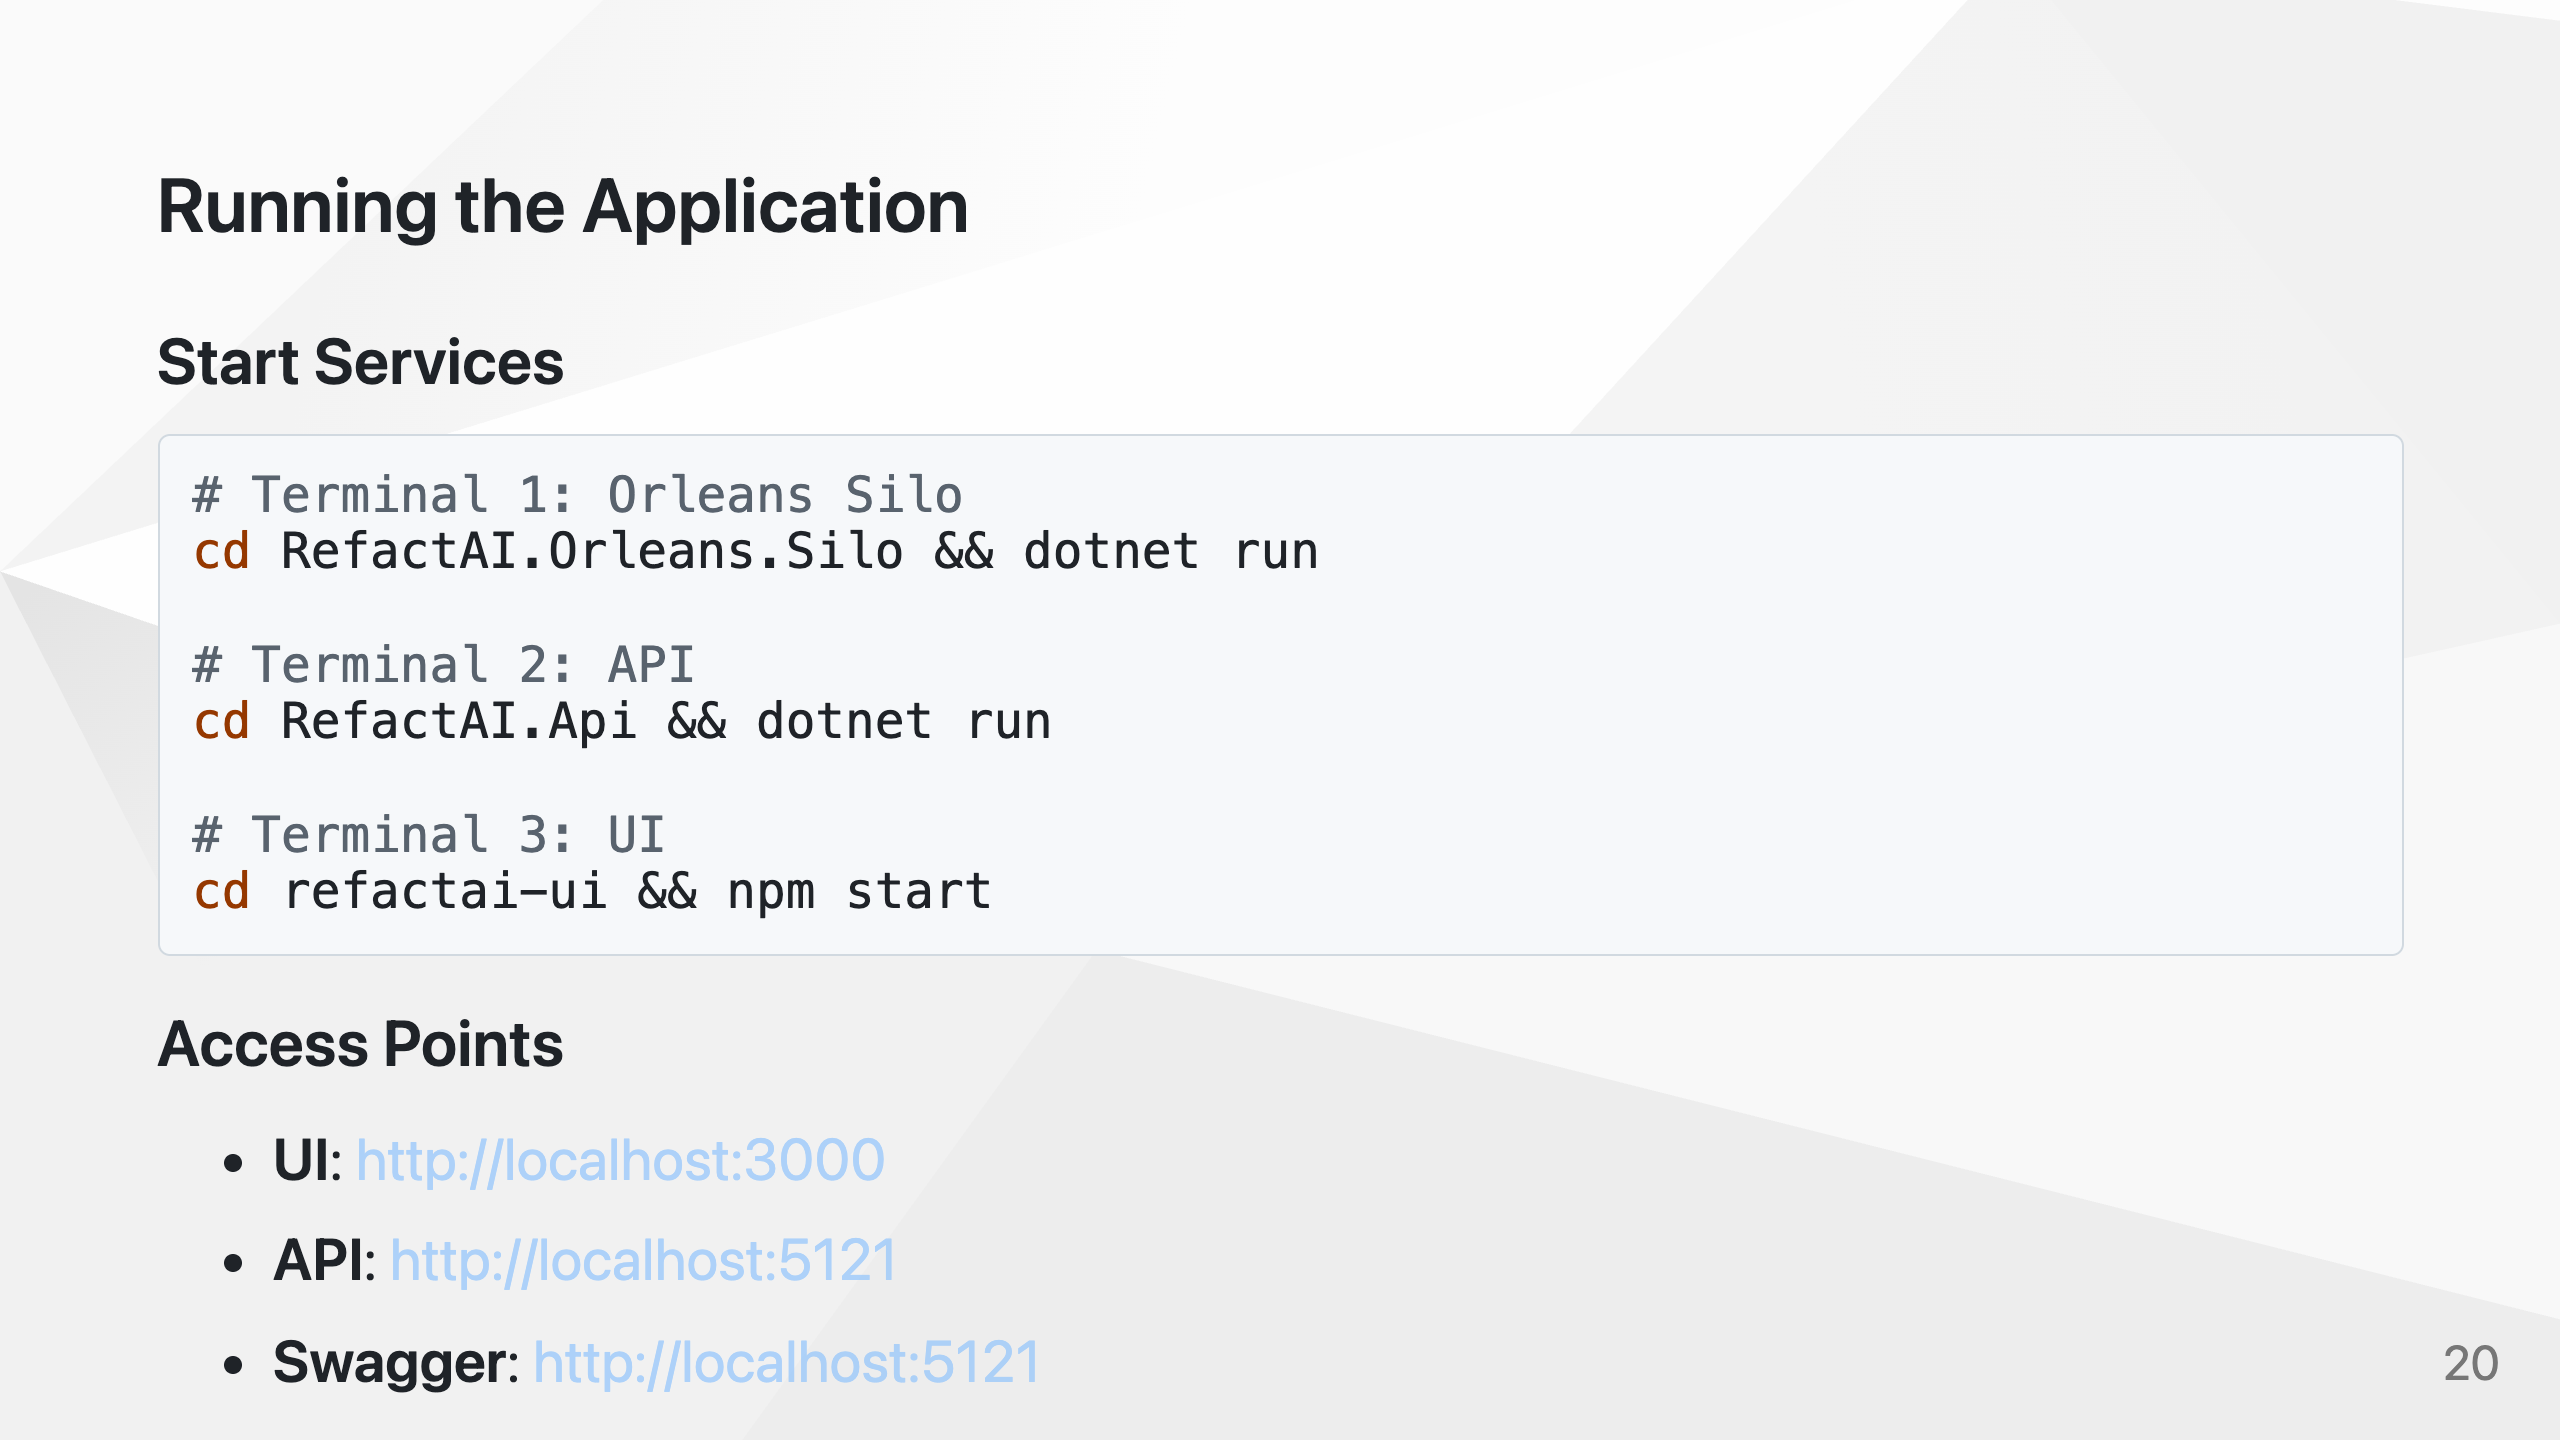 Running the Application
Start Services
# Terminal 1: Orleans Silo
cd RefactAI.Orleans.Silo && dotnet run
# Terminal 2: API
cd RefactAI.Api && dotnet run
# Terminal 3: UI
cd refactai-ui && npm start
Access Points
• UI: http://localhost:3000
• API: http://localhost:5121
• Swagger: http://localhost:5121
20